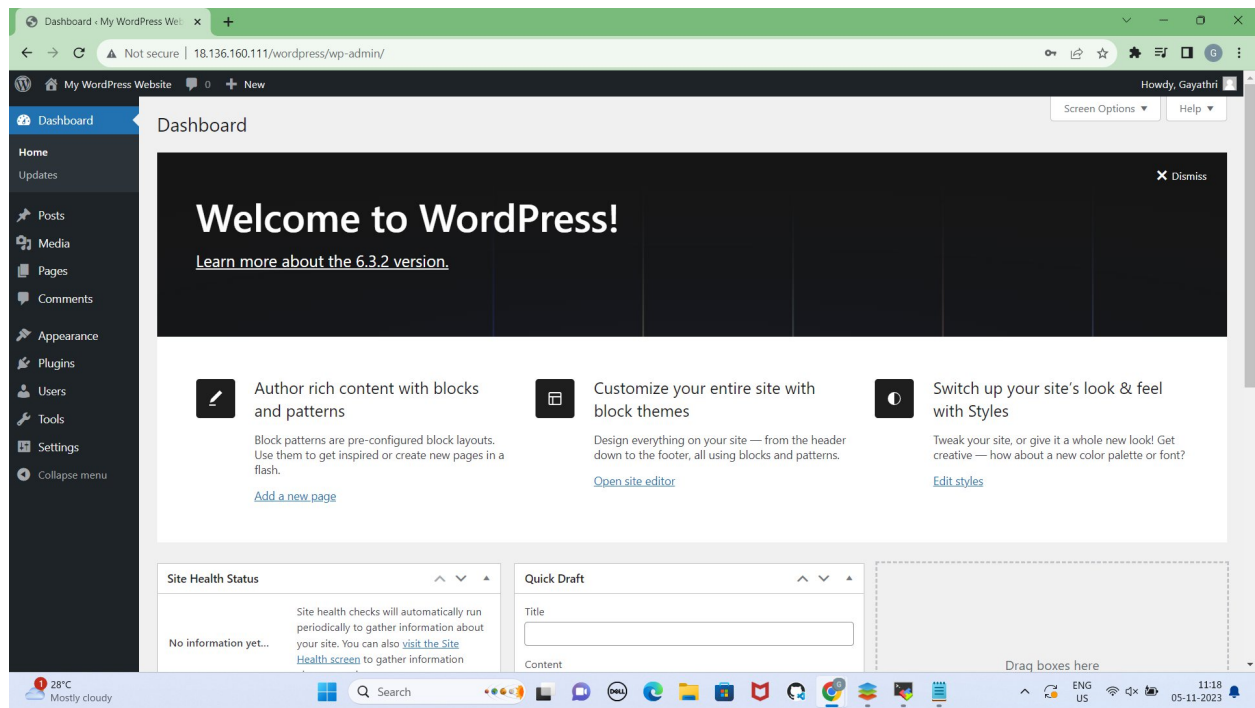 Dashboard ‹ My WordPress Web
Not secure | 18.136.160.111/wordpress/wp-admin/
G
My WordPress Website 0 + New
Howdy, Gayathri
Screen Options ▼ Help ▼
Dashboard
Home
Updates
Posts
Media
Pages
Comments
Appearance
Plugins
Users
Tools
Settings
Collapse menu
Dashboard
Dismiss
Welcome to WordPress!
Learn more about the 6.3.2 version.
Author rich content with blocks
and patterns
Block patterns are pre-configured block layouts.
Use them to get inspired or create new pages in a
flash.
Add a new page
Customize your entire site with
block themes
Design everything on your site — from the header
down to the footer, all using blocks and patterns.
Open site editor
Switch up your site's look & feel
with Styles
Tweak your site, or give it a whole new look! Get
creative — how about a new color palette or font?
Edit styles
Site Health Status
No information yet...
Site health checks will automatically run
periodically to gather information about
your site. You can also visit the Site
Health screen to gather information
Quick Draft
Title
Content
Drag boxes here
1
28°C
Mostly cloudy
Search
DELL
ENG
US
11:18
05-11-2023